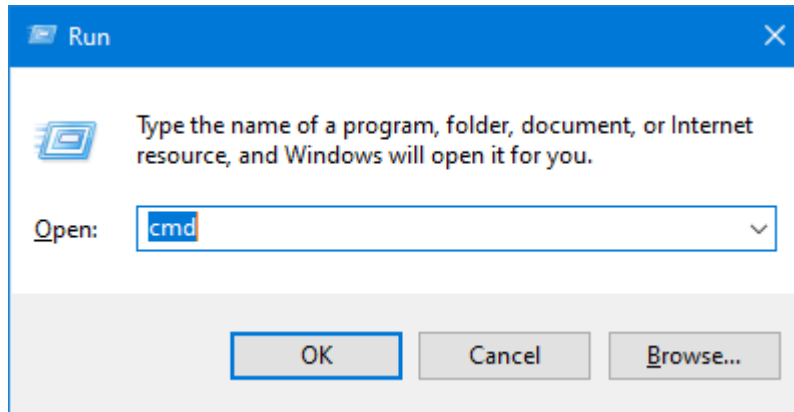 Run
Type the name of a program, folder, document, or Internet
resource, and Windows will open it for you.
Open: cmd
OK Cancel Browse...